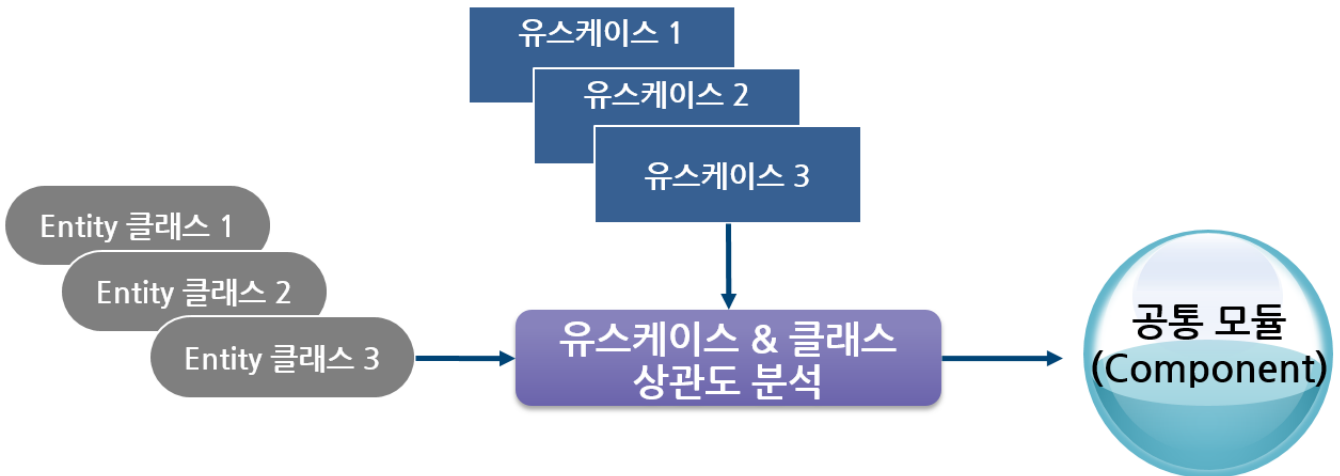 유스케이스 1
유스케이스 2
유스케이스 3
Entity 클래스 1
Entity 클래스 2
Entity 클래스 3
유스케이스 & 클래스
상관도 분석
공통 모듈
(Component)